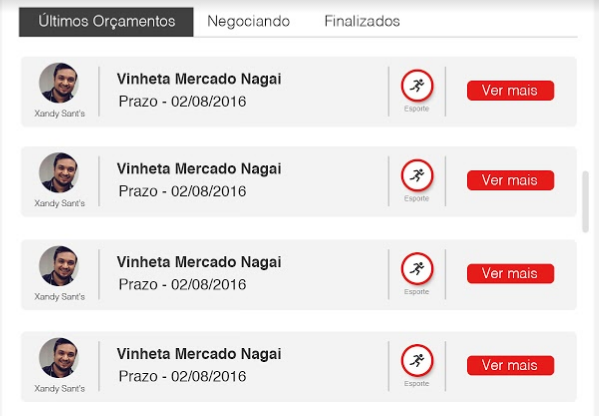 Últimos Orçamentos Negociando Finalizados
Vinheta Mercado Nagai
Prazo - 02/08/2016
Xandy Sant's
Esporte
Ver mais
Vinheta Mercado Nagai
Prazo - 02/08/2016
Xandy Sant's
Esporte
Ver mais
Vinheta Mercado Nagai
Prazo - 02/08/2016
Xandy Sant's
Esporte
Ver mais
Vinheta Mercado Nagai
Prazo - 02/08/2016
Xandy Sant's
Esporte
Ver mais